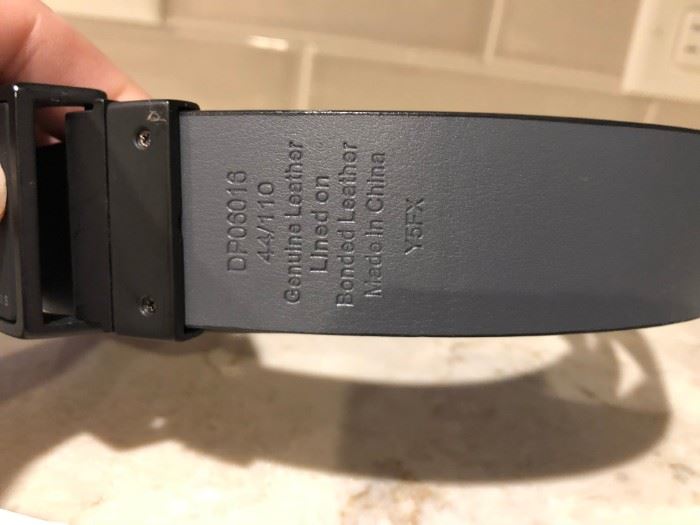 DP06016
44/110
Genuine Leather
Lined on
Bonded Leather
Made In China
Y5FX